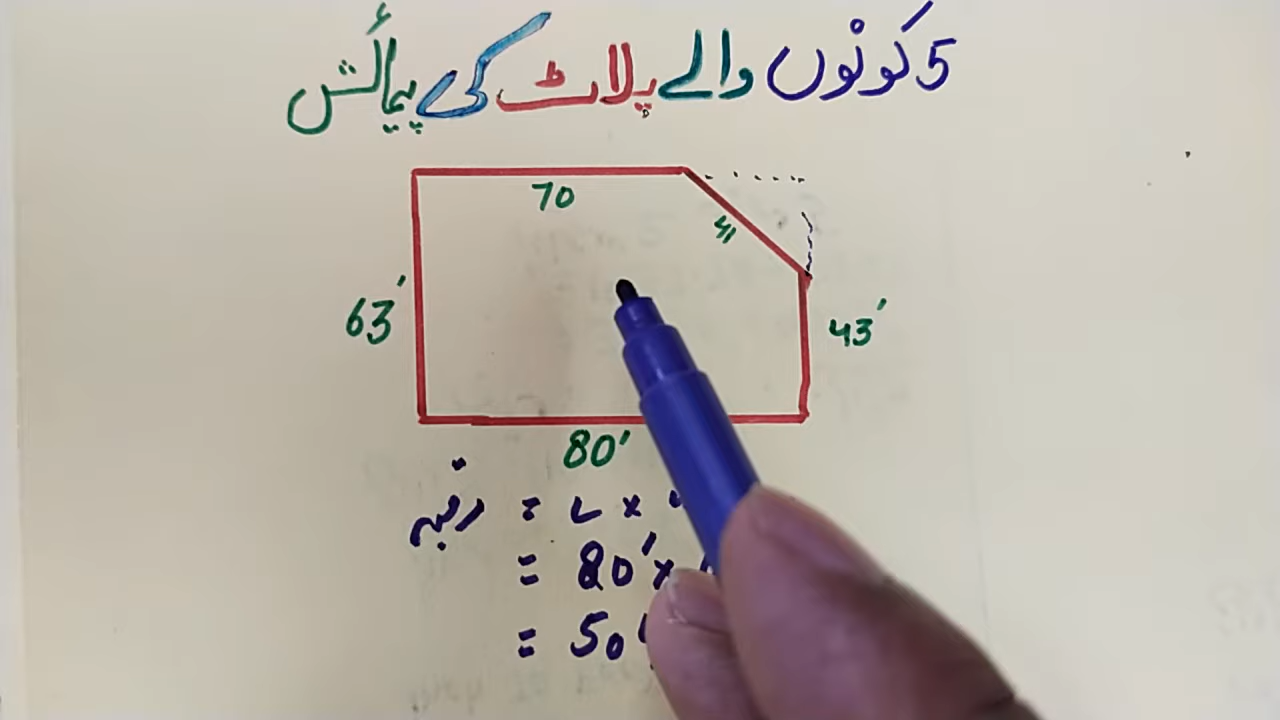 5 کونوں والے پلاٹ کی پیمائش
70
41
63'
43'
80'
رقبہ = L x
= 80' x
= 50